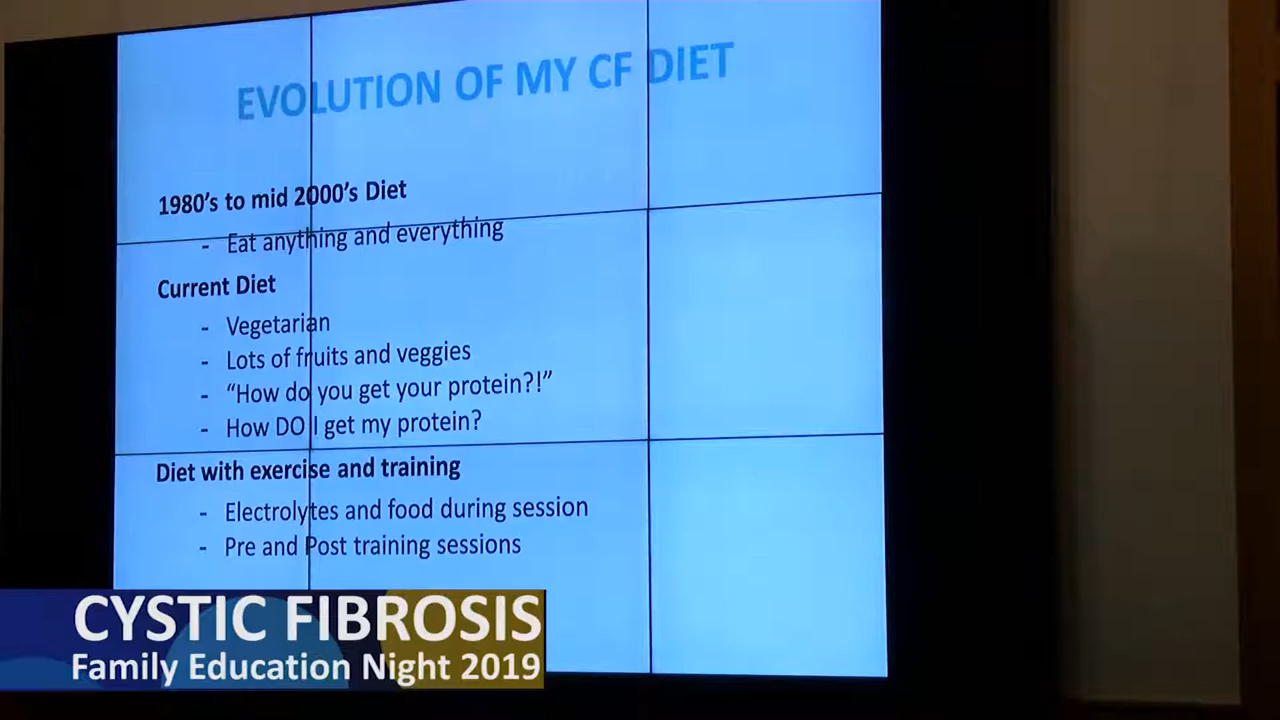 EVOLUTION OF MY CF DIET
1980's to mid 2000's Diet
- Eat anything and everything
Current Diet
- Vegetarian
- Lots of fruits and veggies
- “How do you get your protein?!”
- How DO I get my protein?
Diet with exercise and training
- Electrolytes and food during session
- Pre and Post training sessions
CYSTIC FIBROSIS
Family Education Night 2019